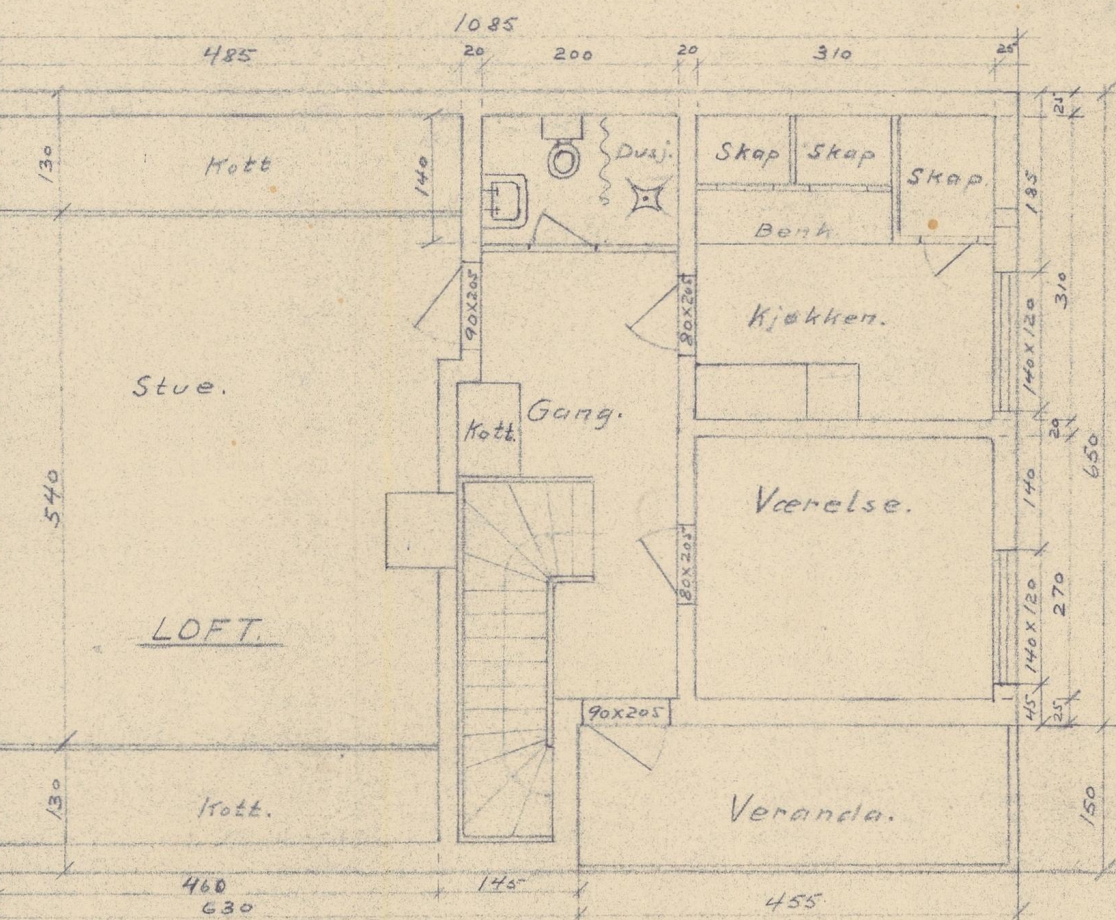 1085
485
20
200
20
310
25
25
130
Kott
140
Dusj.
Skap
Skap
Skap.
185
Benk.
90x205
80x205
Kjøkken.
140x120
310
Stue.
Gang.
Kott.
20
540
Værelse.
140
650
80x205
140x120
270
LOFT.
90x205
45
25
130
Kott.
Veranda.
150
460
145
455
630